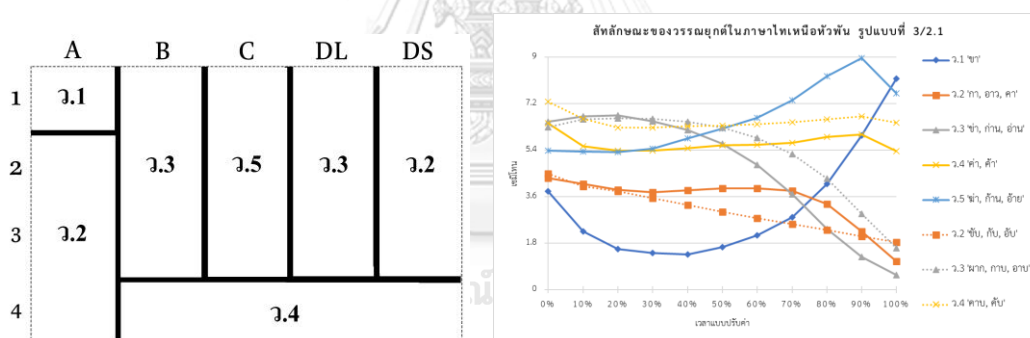 A B C DL DS
1 ว.1
2 ว.3 ว.5 ว.3 ว.2
3 ว.2
4 ว.4
สัทลักษณะของวรรณยุกต์ในภาษาไทเหนือหัวพัน รูปแบบที่ 3/2.1
9
7.2
5.4
3.6
1.8
0
เซมิโทน
0% 10% 20% 30% 40% 50% 60% 70% 80% 90% 100%
เวลาแบบปรับค่า
ว.1 'ขา'
ว.2 'กา, อาว, คา'
ว.3 'ข่า, ก่าน, อ่าน'
ว.4 'ค่า, ค้า'
ว.5 'ฆ่า, ก้าน, อ้าย'
ว.2 'ขับ, กับ, อับ'
ว.3 'ผาก, กาบ, อาบ'
ว.4 'คาบ, คับ'